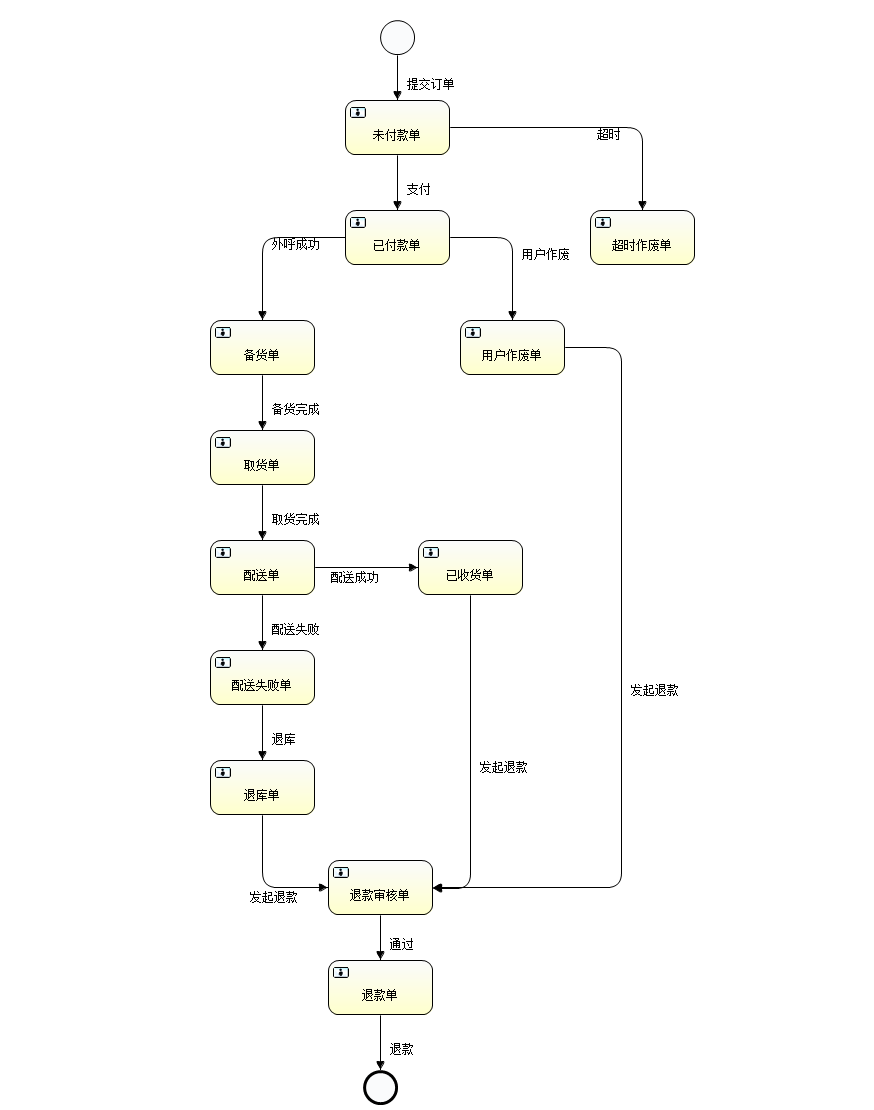 提交订单
未付款单
超时
支付
已付款单
超时作废单
外呼成功
用户作废
备货单
用户作废单
备货完成
取货单
取货完成
配送单
配送成功
已收货单
配送失败
配送失败单
发起退款
退库
发起退款
退库单
发起退款
退款审核单
通过
退款单
退款